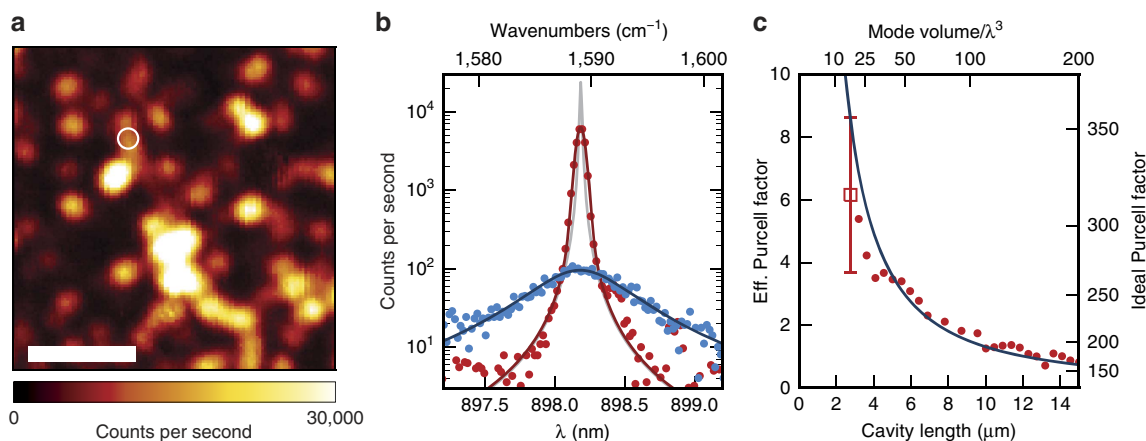 a
0
30,000
Counts per second
b
Wavenumbers (cm⁻¹)
1,580 1,590 1,600
Counts per second
10⁴
10³
10²
10¹
897.5 898.0 898.5 899.0
λ (nm)
c
Mode volume/λ³
10 25 50 100 200
Eff. Purcell factor
10
8
6
4
2
0
Ideal Purcell factor
350
300
250
200
150
0 2 4 6 8 10 12 14
Cavity length (μm)